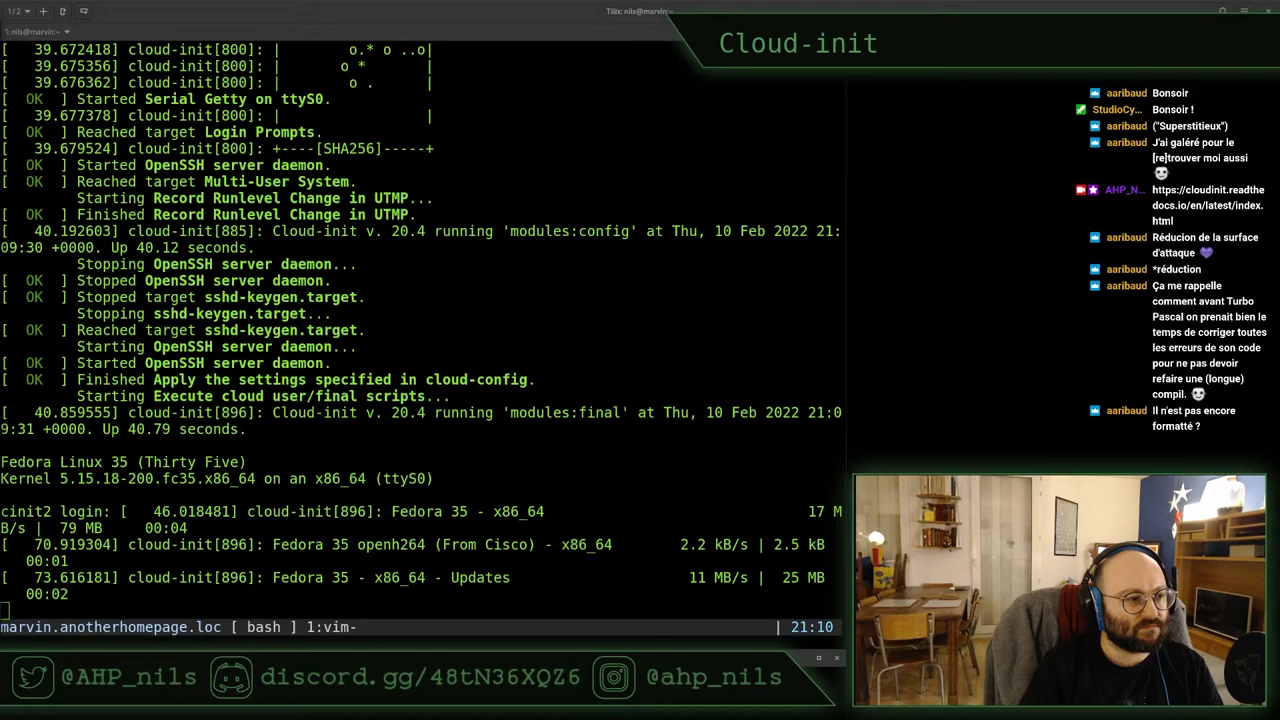 1 / 2
Tilix: nils@marvin:~
1: nils@marvin:~
Cloud-init
[   39.672418] cloud-init[800]: |        o.* o ..o|
[   39.675356] cloud-init[800]: |       o *       |
[   39.676362] cloud-init[800]: |        o .      |
[  OK  ] Started Serial Getty on ttyS0.
[   39.677378] cloud-init[800]: |                 |
[  OK  ] Reached target Login Prompts.
[   39.679524] cloud-init[800]: +----[SHA256]-----+
[  OK  ] Started OpenSSH server daemon.
[  OK  ] Reached target Multi-User System.
Starting Record Runlevel Change in UTMP...
[  OK  ] Finished Record Runlevel Change in UTMP.
[   40.192603] cloud-init[885]: Cloud-init v. 20.4 running 'modules:config' at Thu, 10 Feb 2022 21:
09:30 +0000. Up 40.12 seconds.
Stopping OpenSSH server daemon...
[  OK  ] Stopped OpenSSH server daemon.
[  OK  ] Stopped target sshd-keygen.target.
Stopping sshd-keygen.target...
[  OK  ] Reached target sshd-keygen.target.
Starting OpenSSH server daemon...
[  OK  ] Started OpenSSH server daemon.
[  OK  ] Finished Apply the settings specified in cloud-config.
Starting Execute cloud user/final scripts...
[   40.859555] cloud-init[896]: Cloud-init v. 20.4 running 'modules:final' at Thu, 10 Feb 2022 21:0
9:31 +0000. Up 40.79 seconds.
Fedora Linux 35 (Thirty Five)
Kernel 5.15.18-200.fc35.x86_64 on an x86_64 (ttyS0)
cinit2 login: [   46.018481] cloud-init[896]: Fedora 35 - x86_64                               17 M
B/s |  79 MB     00:04
[   70.919304] cloud-init[896]: Fedora 35 openh264 (From Cisco) - x86_64        2.2 kB/s | 2.5 kB
00:01
[   73.616181] cloud-init[896]: Fedora 35 - x86_64 - Updates                     11 MB/s |  25 MB
00:02
marvin.anotherhomepage.loc [ bash ] 1:vim-                                                 | 21:10
aaribaud Bonsoir
StudioCy... Bonsoir !
aaribaud ("Superstitieux")
aaribaud J'ai galéré pour le
[re]trouver moi aussi
AHP_N... https://cloudinit.readthe
docs.io/en/latest/index.
html
aaribaud Réducion de la surface
d'attaque
aaribaud *réduction
aaribaud Ça me rappelle
comment avant Turbo
Pascal on prenait bien le
temps de corriger toutes
les erreurs de son code
pour ne pas devoir
refaire une (longue)
compil.
aaribaud Il n'est pas encore
formatté ?
@AHP_nils discord.gg/48tN36XQZ6 @ahp_nils